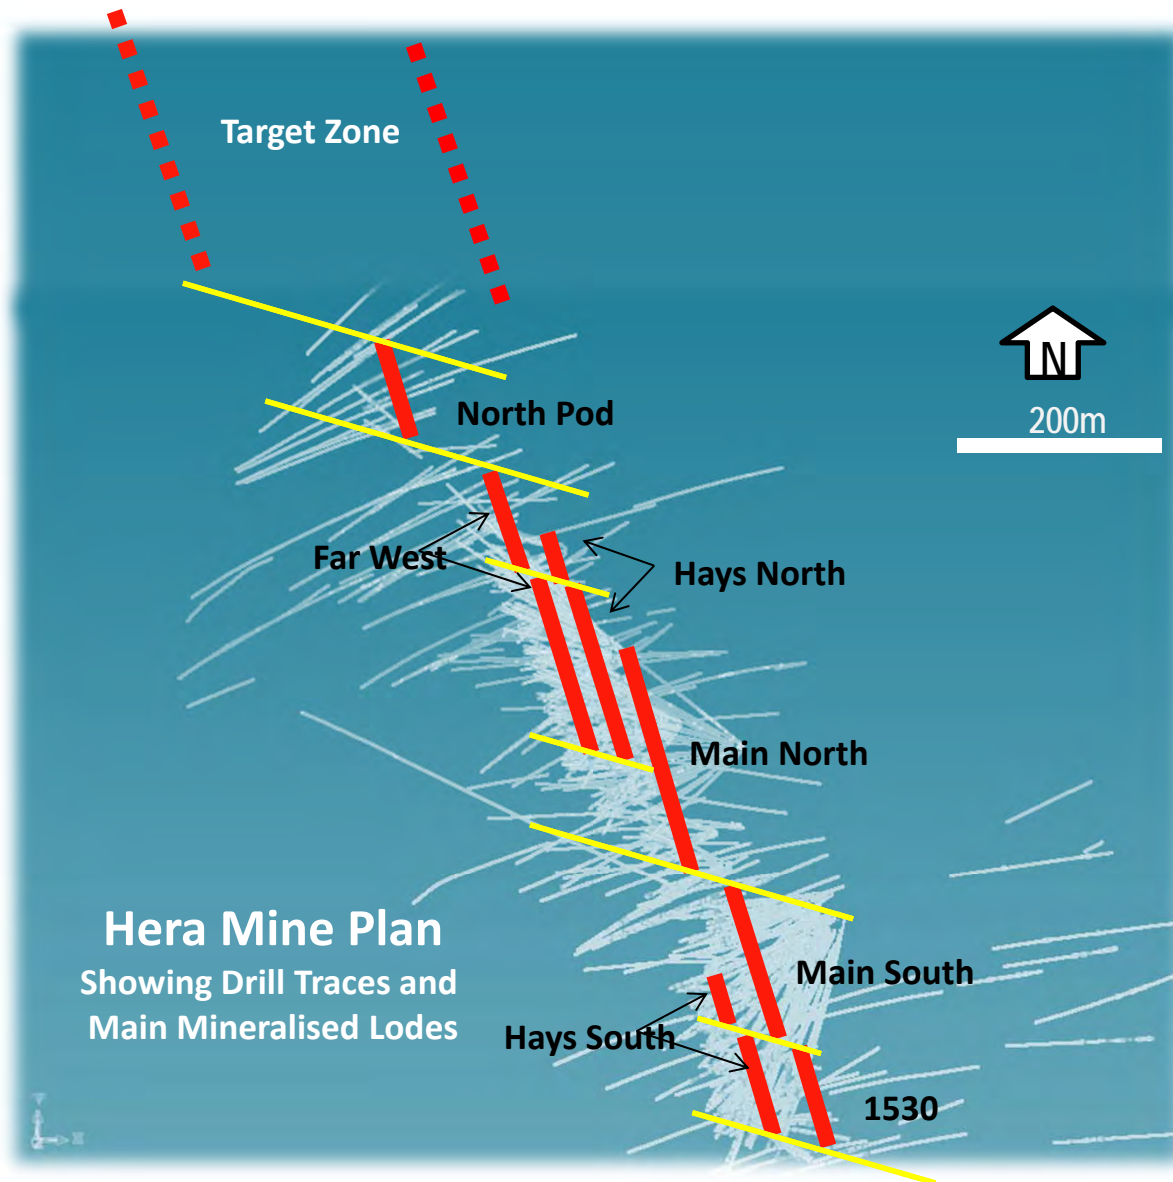 Target Zone
N
200m
North Pod
Far West
Hays North
Main North
Hera Mine Plan
Showing Drill Traces and
Main Mineralised Lodes
Main South
Hays South
1530